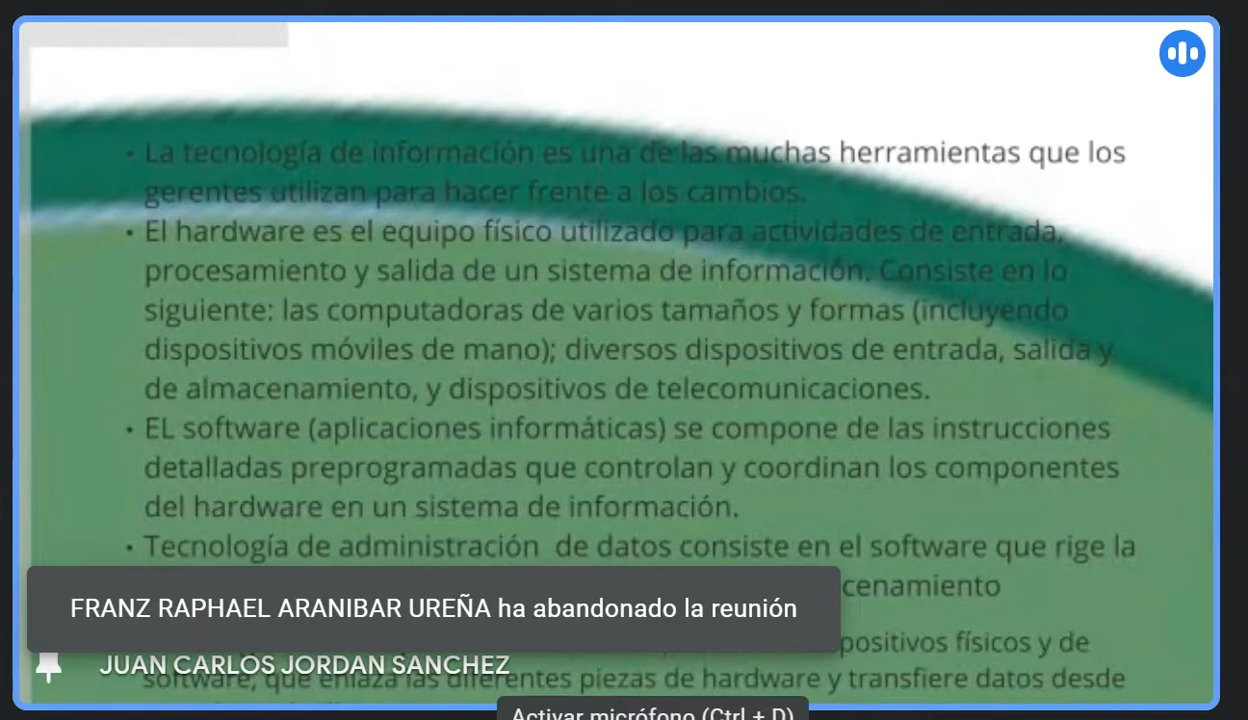 • La tecnología de información es una de las muchas herramientas que los
gerentes utilizan para hacer frente a los cambios.
• El hardware es el equipo físico utilizado para actividades de entrada,
procesamiento y salida de un sistema de información. Consiste en lo
siguiente: las computadoras de varios tamaños y formas (incluyendo
dispositivos móviles de mano); diversos dispositivos de entrada, salida y
de almacenamiento, y dispositivos de telecomunicaciones.
• EL software (aplicaciones informáticas) se compone de las instrucciones
detalladas preprogramadas que controlan y coordinan los componentes
del hardware en un sistema de información.
• Tecnología de administración de datos consiste en el software que rige la
cenamiento
FRANZ RAPHAEL ARANIBAR UREÑA ha abandonado la reunión
positivos físicos y de
JUAN CARLOS JORDAN SANCHEZ
software, que enlaza las diferentes piezas de hardware y transfiere datos desde
Activar micrófono (Ctrl + D)